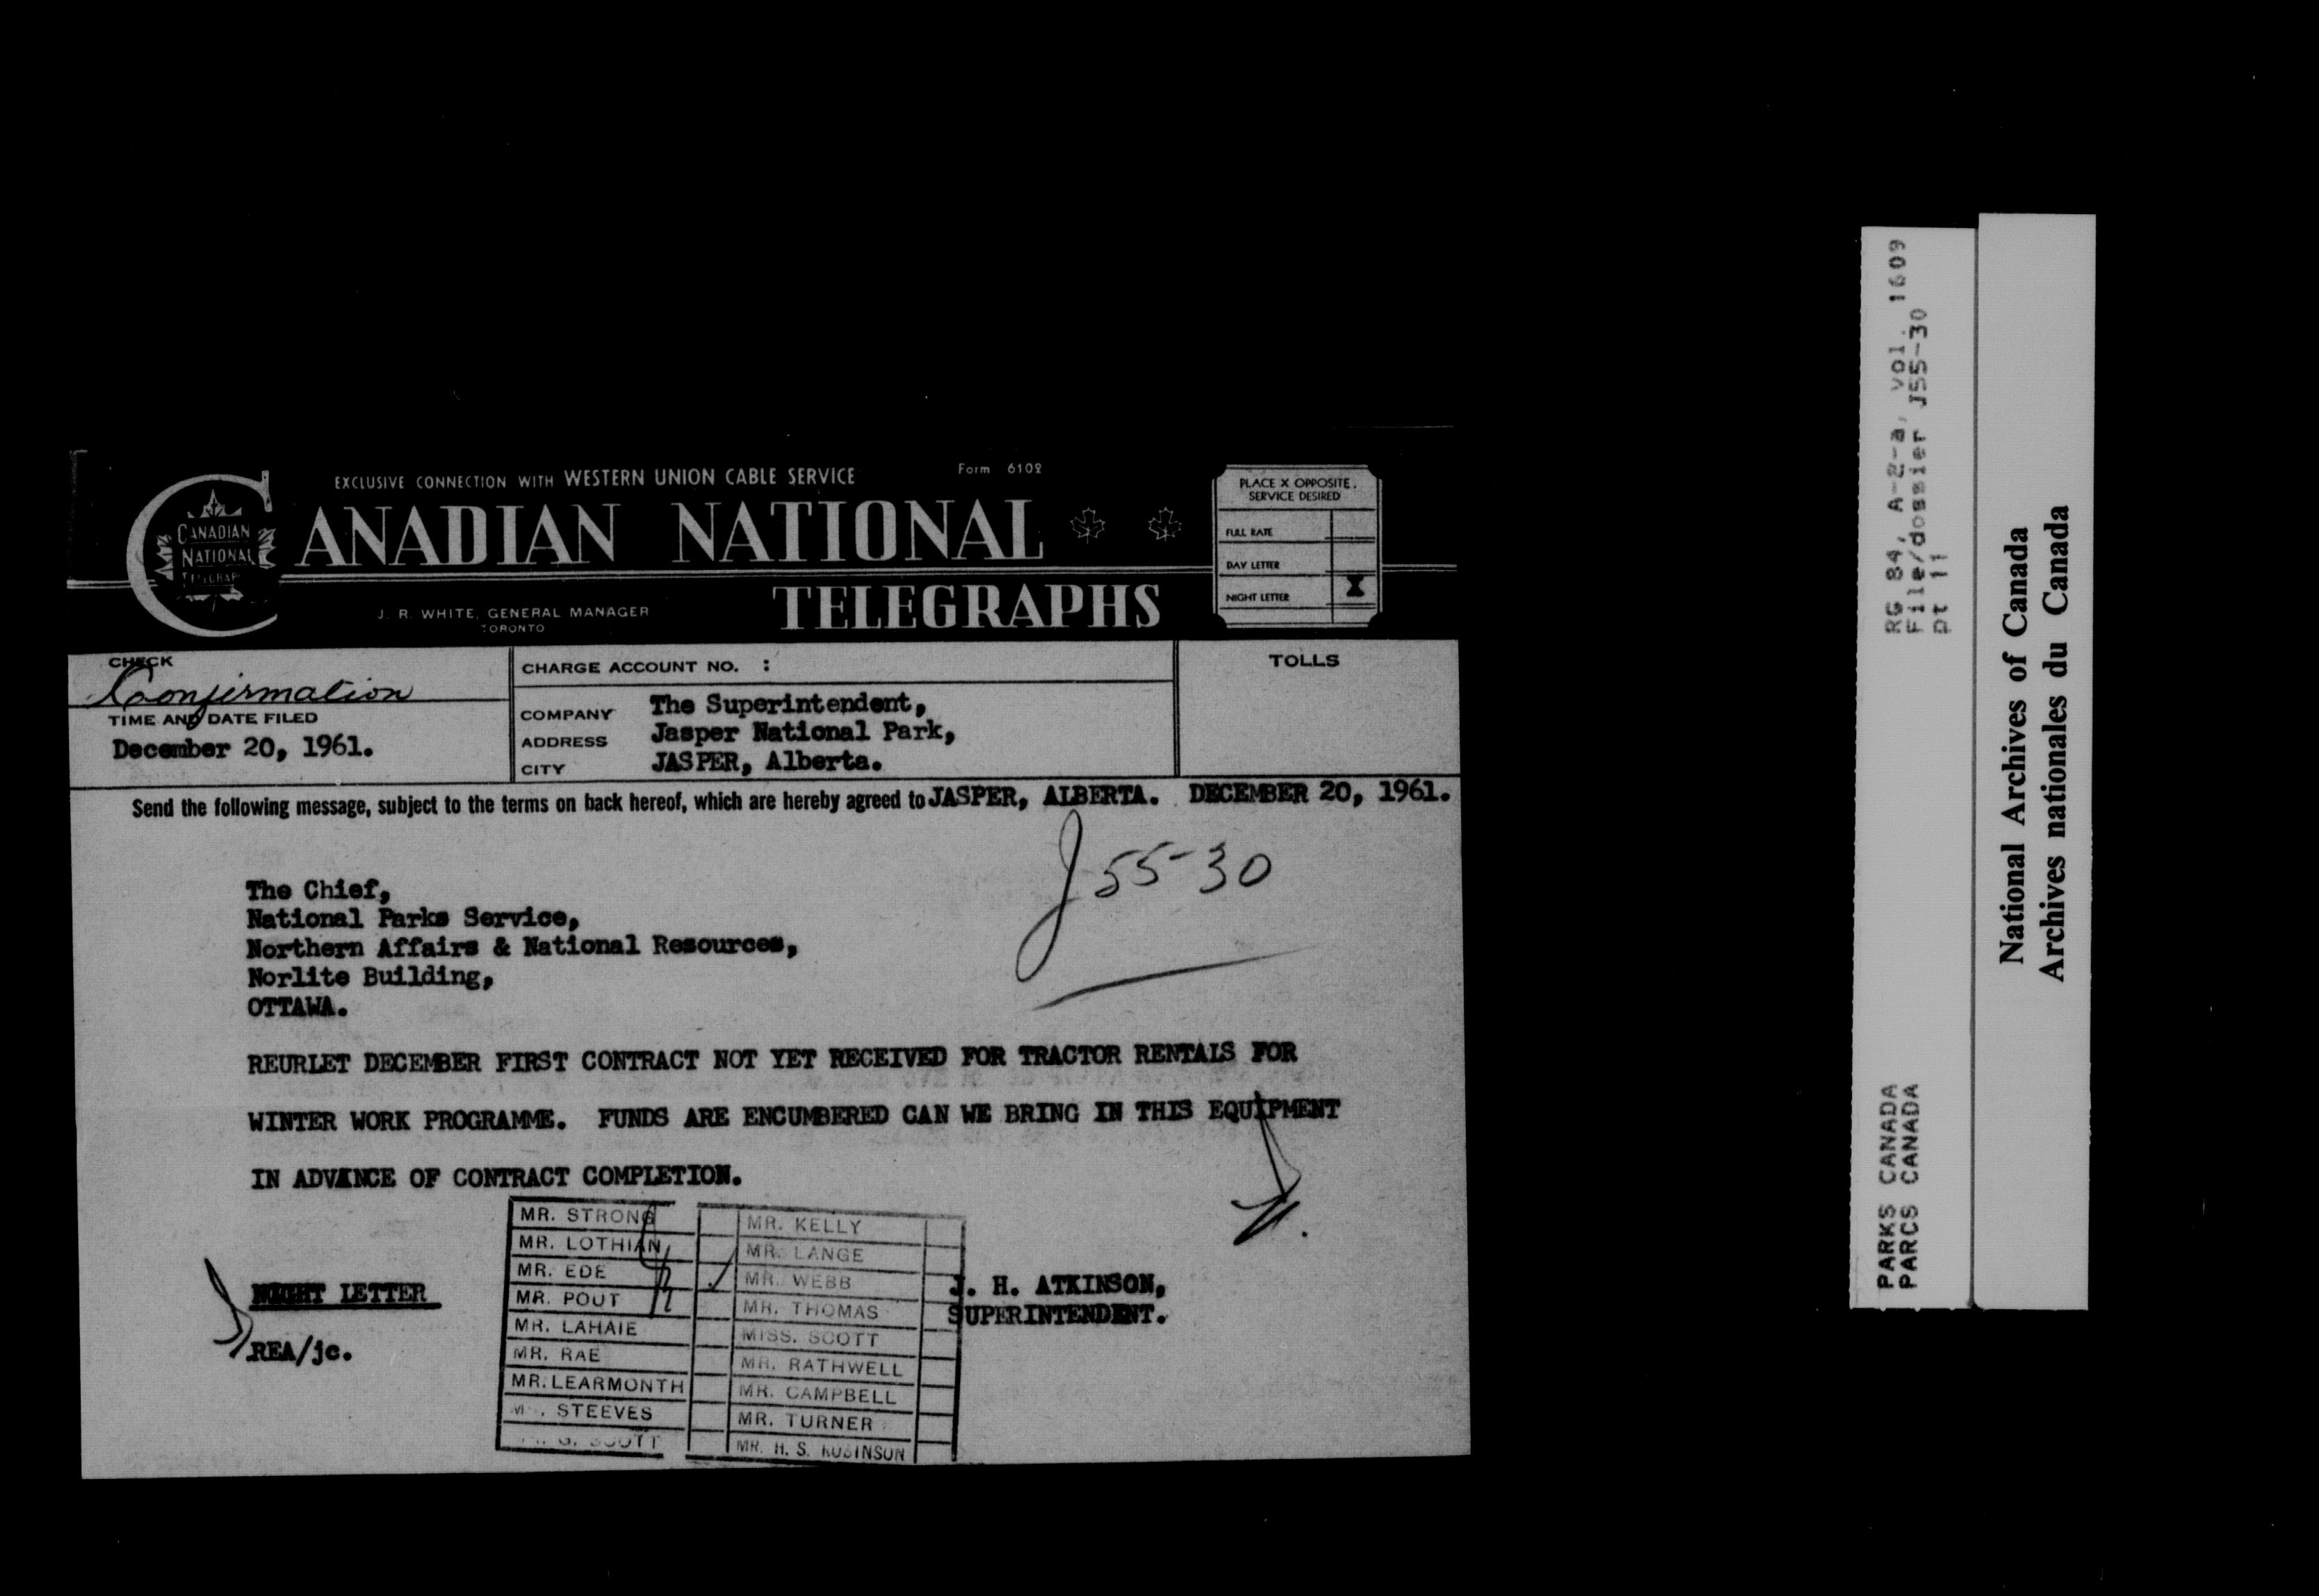 EXCLUSIVE CONNECTION WITH WESTERN UNION CABLE SERVICE
Form 6102
CANADIAN NATIONAL
TELEGRAPHS
CANADIAN
NATIONAL
TELEGRAPH
J. R. WHITE, GENERAL MANAGER
TORONTO
PLACE X OPPOSITE
SERVICE DESIRED
FULL RATE
DAY LETTER
NIGHT LETTER X
CHECK
Confirmation
TIME AND DATE FILED
December 20, 1961.
CHARGE ACCOUNT NO. :
COMPANY The Superintendent,
ADDRESS Jasper National Park,
CITY JASPER, Alberta.
TOLLS
Send the following message, subject to the terms on back hereof, which are hereby agreed to JASPER, ALBERTA. DECEMBER 20, 1961.
J55-30
The Chief,
National Parks Service,
Northern Affairs & National Resources,
Norlite Building,
OTTAWA.
REURLET DECEMBER FIRST CONTRACT NOT YET RECEIVED FOR TRACTOR RENTALS FOR
WINTER WORK PROGRAMME. FUNDS ARE ENCUMBERED CAN WE BRING IN THIS EQUIPMENT
IN ADVANCE OF CONTRACT COMPLETION.
MR. STRONG
MR. LOTHIAN
MR. EDE
MR. POUT
MR. LAHAIE
MR. RAE
MR. LEARMONTH
STEEVES
G. SCOTT
MR. KELLY
MR. LANGE
MR. WEBB
MR. THOMAS
MISS. SCOTT
MR. RATHWELL
MR. CAMPBELL
MR. TURNER
MR. H. S. ROBINSON
NIGHT LETTER
REA/jc.
J. H. ATKINSON,
SUPERINTENDENT.
RG 84, A-2-a, vol. 1609
File/dossier J55-30
pt 11
PARKS CANADA
PARCS CANADA
National Archives of Canada
Archives nationales du Canada